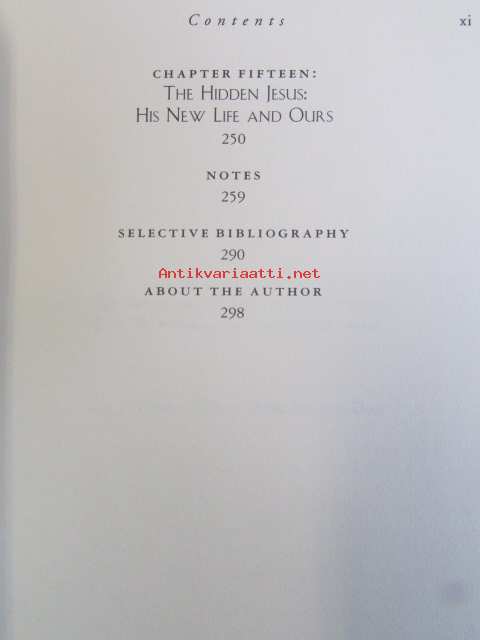 Contents xi
CHAPTER FIFTEEN:
THE HIDDEN JESUS:
HIS NEW LIFE AND OURS
250
NOTES
259
SELECTIVE BIBLIOGRAPHY
290
Antikvariaatti.net
ABOUT THE AUTHOR
298